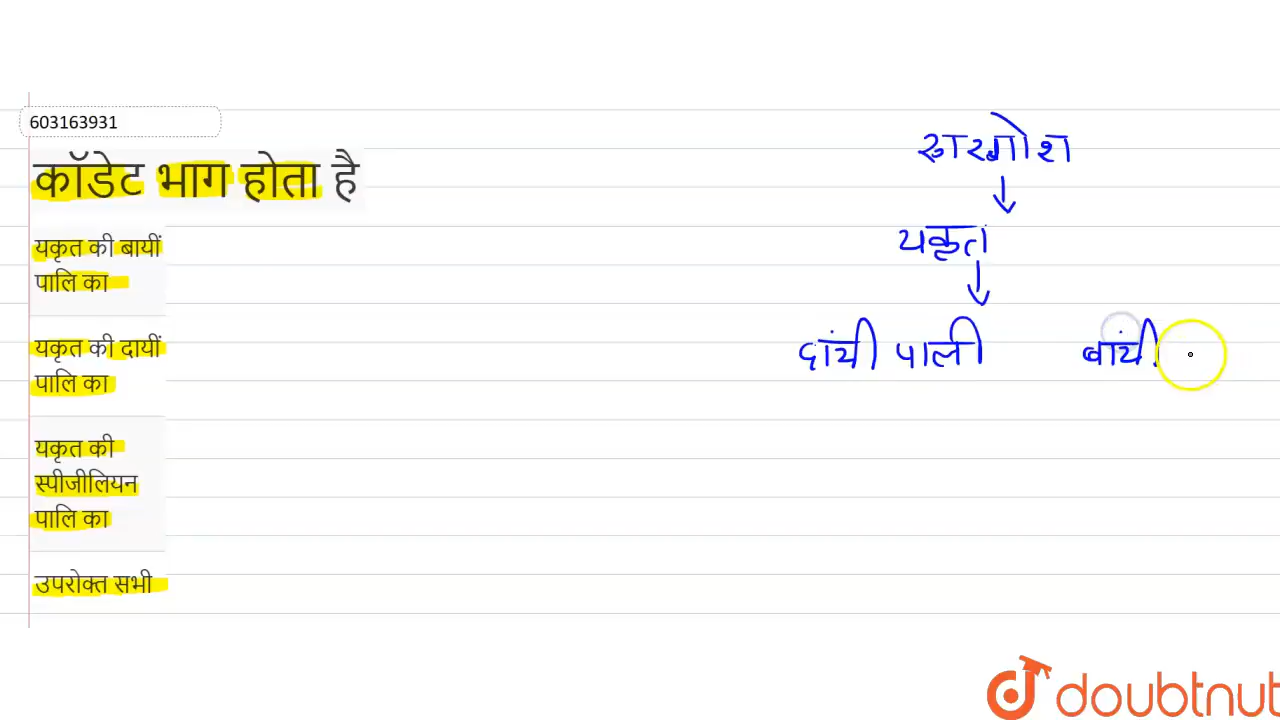 603163931
कॉडेट भाग होता है
यकृत की बायीं
पालि का
यकृत की दायीं
पालि का
यकृत की
स्पीजीलियन
पालि का
उपरोक्त सभी
खरगोश
यकृत
दांयी पाली बांयी
doubtnut